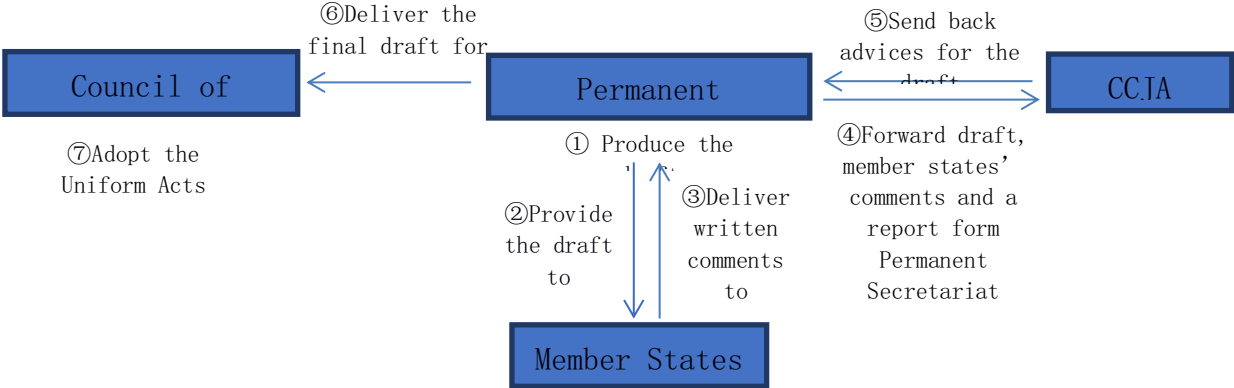 ⑥Deliver the
final draft for
⑤Send back
advices for the
draft
Council of
Permanent
CCJA
⑦Adopt the
Uniform Acts
① Produce the
④Forward draft,
member states’
comments and a
report form
Permanent
Secretariat
②Provide
the draft
to
③Deliver
written
comments
to
Member States